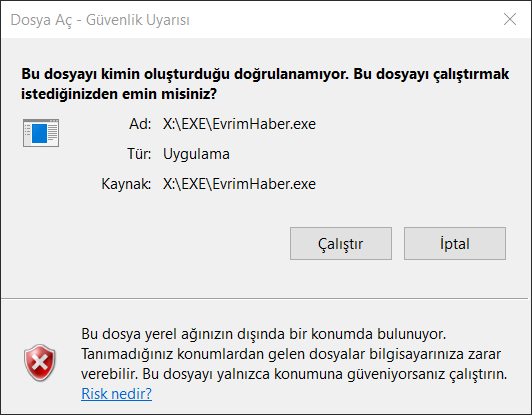 Dosya Aç - Güvenlik Uyarısı
Bu dosyayı kimin oluşturduğu doğrulanamıyor. Bu dosyayı çalıştırmak
istediğinizden emin misiniz?
Ad: X:\EXE\EvrimHaber.exe
Tür: Uygulama
Kaynak: X:\EXE\EvrimHaber.exe
Çalıştır İptal
Bu dosya yerel ağınızın dışında bir konumda bulunuyor.
Tanımadığınız konumlardan gelen dosyalar bilgisayarınıza zarar
verebilir. Bu dosyayı yalnızca konumuna güveniyorsanız çalıştırın.
Risk nedir?